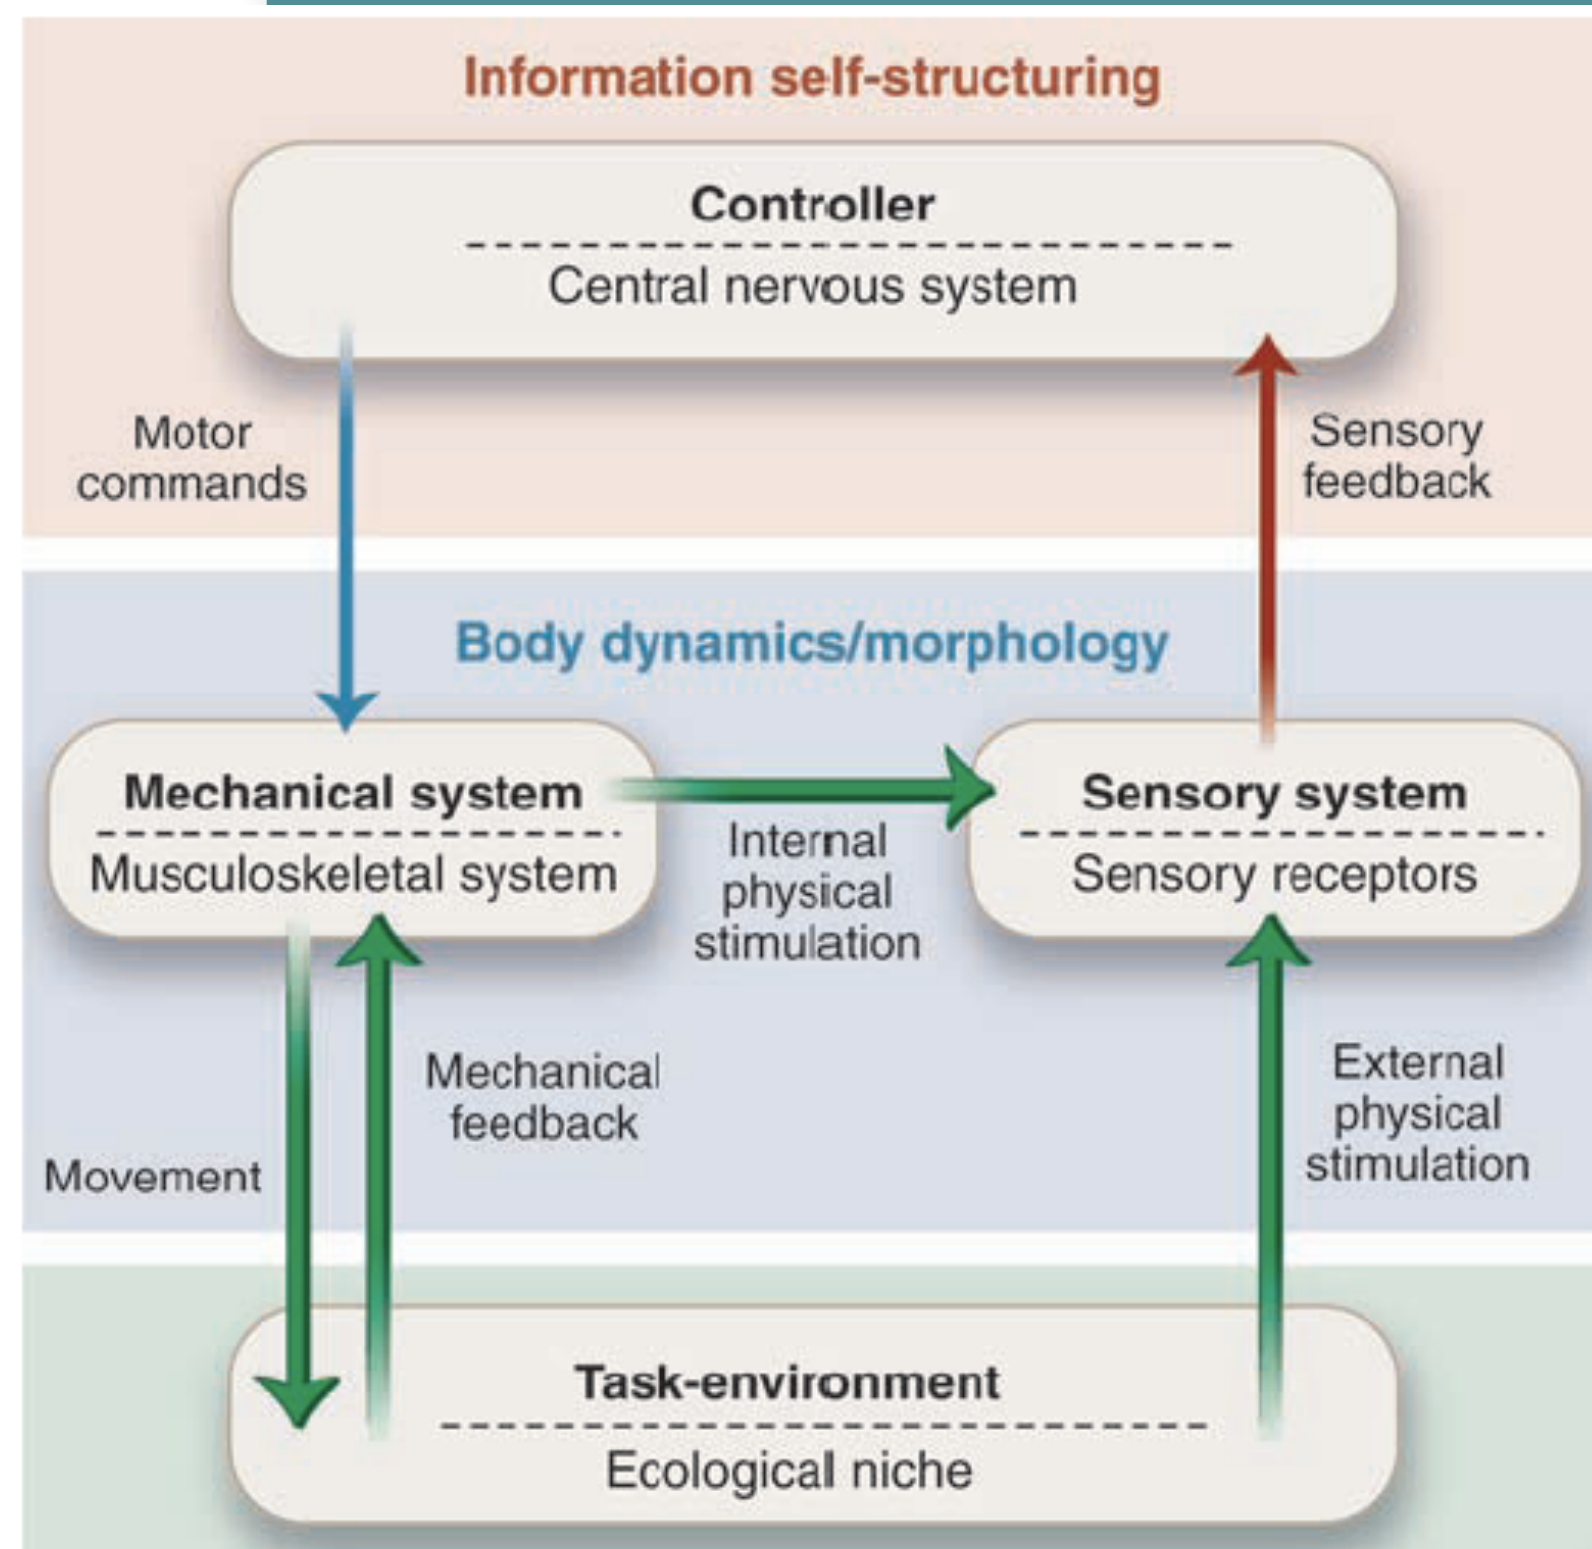 Information self-structuring
Controller
Central nervous system
Motor
commands
Sensory
feedback
Body dynamics/morphology
Mechanical system
Musculoskeletal system
Internal
physical
stimulation
Sensory system
Sensory receptors
Movement
Mechanical
feedback
External
physical
stimulation
Task-environment
Ecological niche